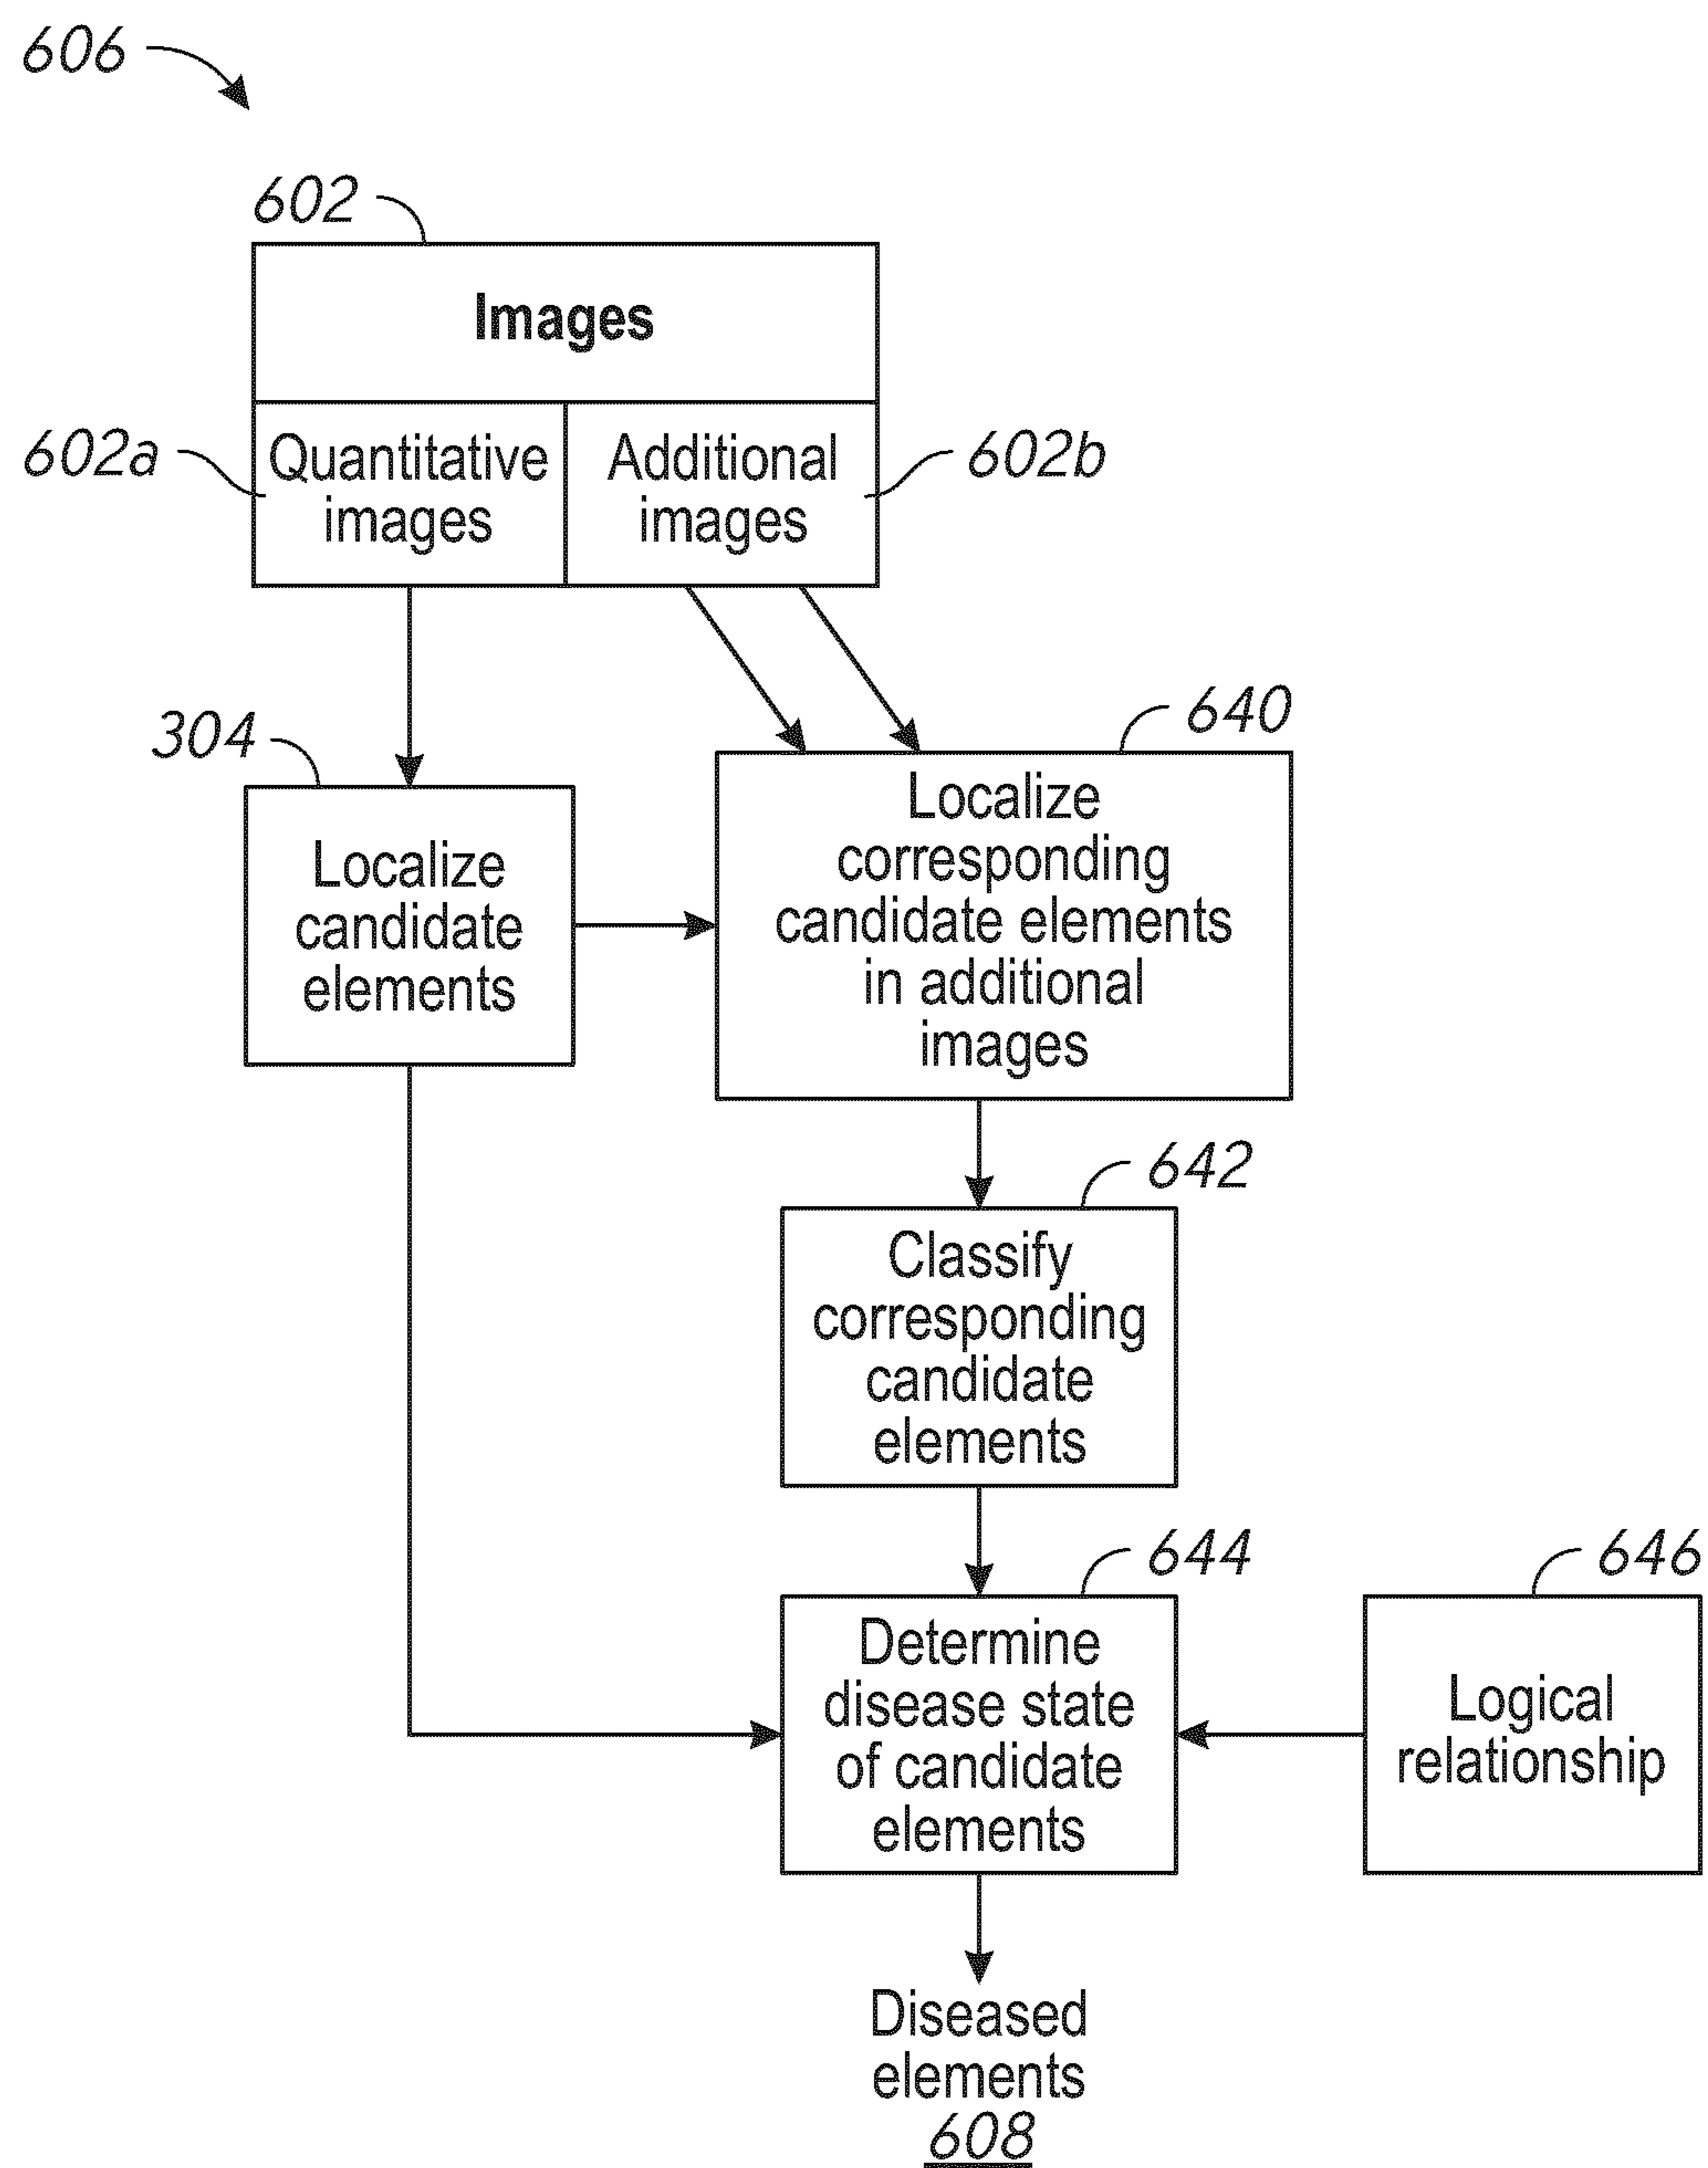 606
602
Images
602a
Quantitative
images
Additional
images
602b
304
Localize
candidate
elements
640
Localize
corresponding
candidate elements
in additional
images
642
Classify
corresponding
candidate
elements
644
Determine
disease state
of candidate
elements
646
Logical
relationship
Diseased
elements
608